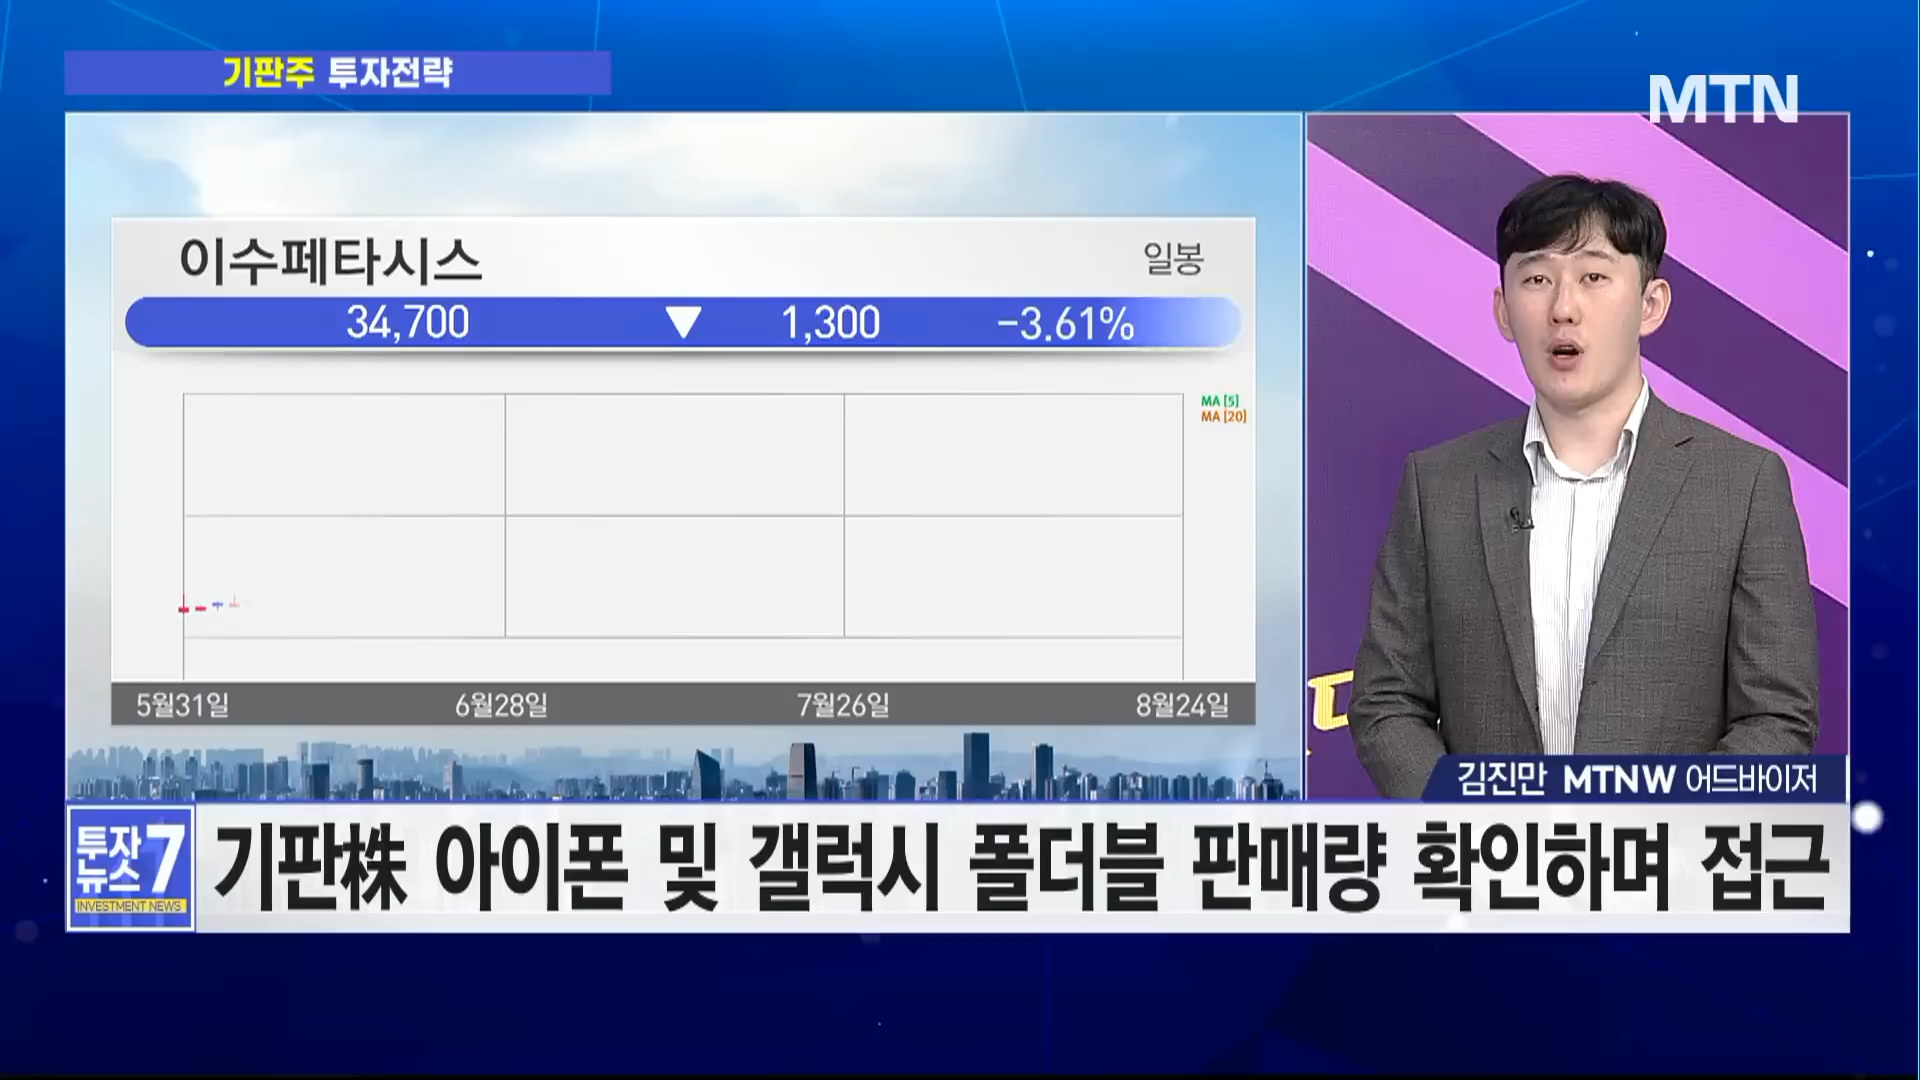 기판주 투자전략
MTN
이수페타시스
일봉
34,700 ▼ 1,300 -3.61%
MA [5]
MA [20]
5월31일 6월28일 7월26일 8월24일
김진만 MTNW 어드바이저
투자
뉴스 7
INVESTMENT NEWS
기판株 아이폰 및 갤럭시 폴더블 판매량 확인하며 접근